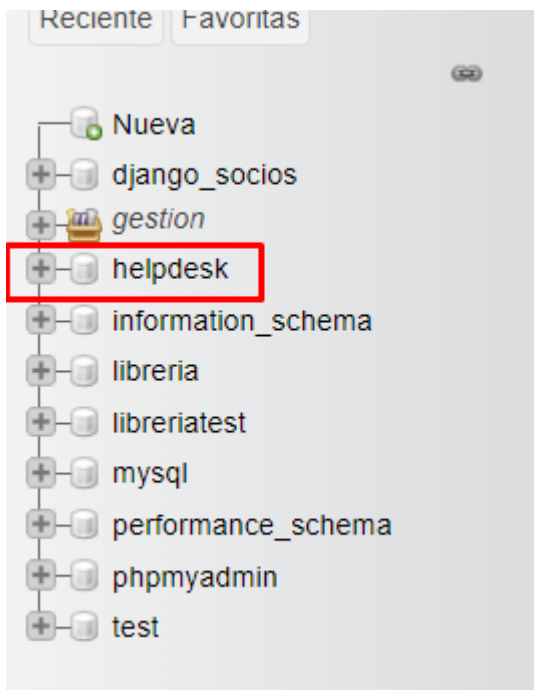 Reciente Favoritas
Nueva
django_socios
gestion
helpdesk
information_schema
libreria
libreriatest
mysql
performance_schema
phpmyadmin
test